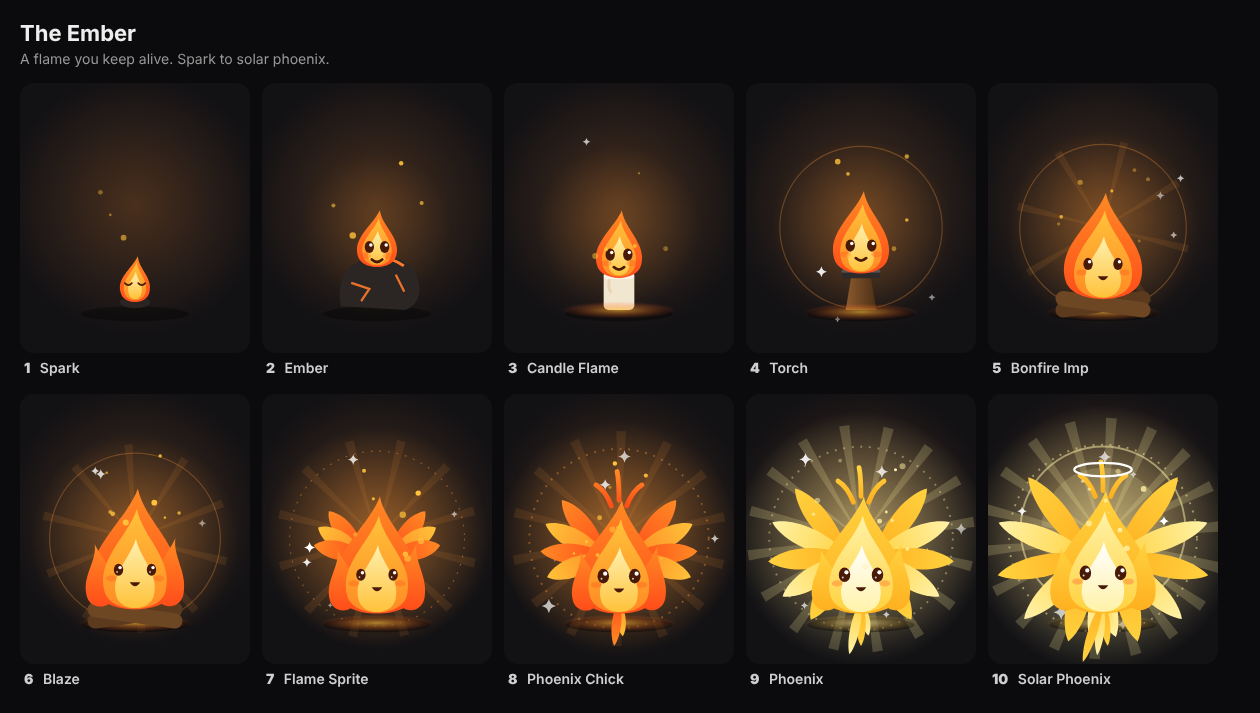 The Ember
A flame you keep alive. Spark to solar phoenix.
1 Spark
2 Ember
3 Candle Flame
4 Torch
5 Bonfire Imp
6 Blaze
7 Flame Sprite
8 Phoenix Chick
9 Phoenix
10 Solar Phoenix